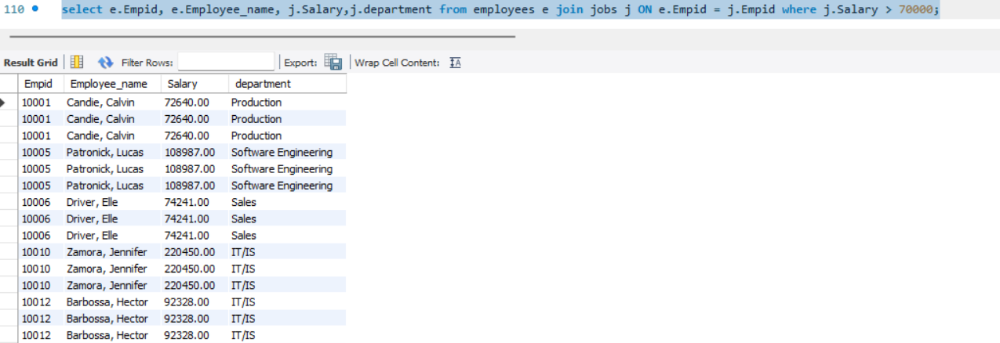 110 select e.Empid, e.Employee_name, j.Salary,j.department from employees e join jobs j ON e.Empid = j.Empid where j.Salary > 70000;
Result Grid Filter Rows: Export: Wrap Cell Content: IA
Empid Employee_name Salary department
10001 Candie, Calvin 72640.00 Production
10001 Candie, Calvin 72640.00 Production
10001 Candie, Calvin 72640.00 Production
10005 Patronick, Lucas 108987.00 Software Engineering
10005 Patronick, Lucas 108987.00 Software Engineering
10005 Patronick, Lucas 108987.00 Software Engineering
10006 Driver, Elle 74241.00 Sales
10006 Driver, Elle 74241.00 Sales
10006 Driver, Elle 74241.00 Sales
10010 Zamora, Jennifer 220450.00 IT/IS
10010 Zamora, Jennifer 220450.00 IT/IS
10010 Zamora, Jennifer 220450.00 IT/IS
10012 Barbossa, Hector 92328.00 IT/IS
10012 Barbossa, Hector 92328.00 IT/IS
10012 Barbossa, Hector 92328.00 IT/IS